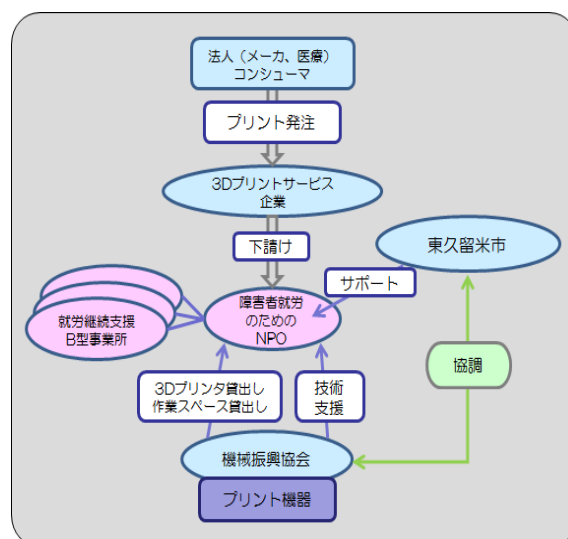 法人（メーカ、医療）
コンシューマ
プリント発注
3Dプリントサービス
企業
下請け
東久留米市
サポート
障害者就労
のための
NPO
就労継続支援
B型事業所
協調
3Dプリンタ貸出し
作業スペース貸出し
技術
支援
機械振興協会
プリント機器